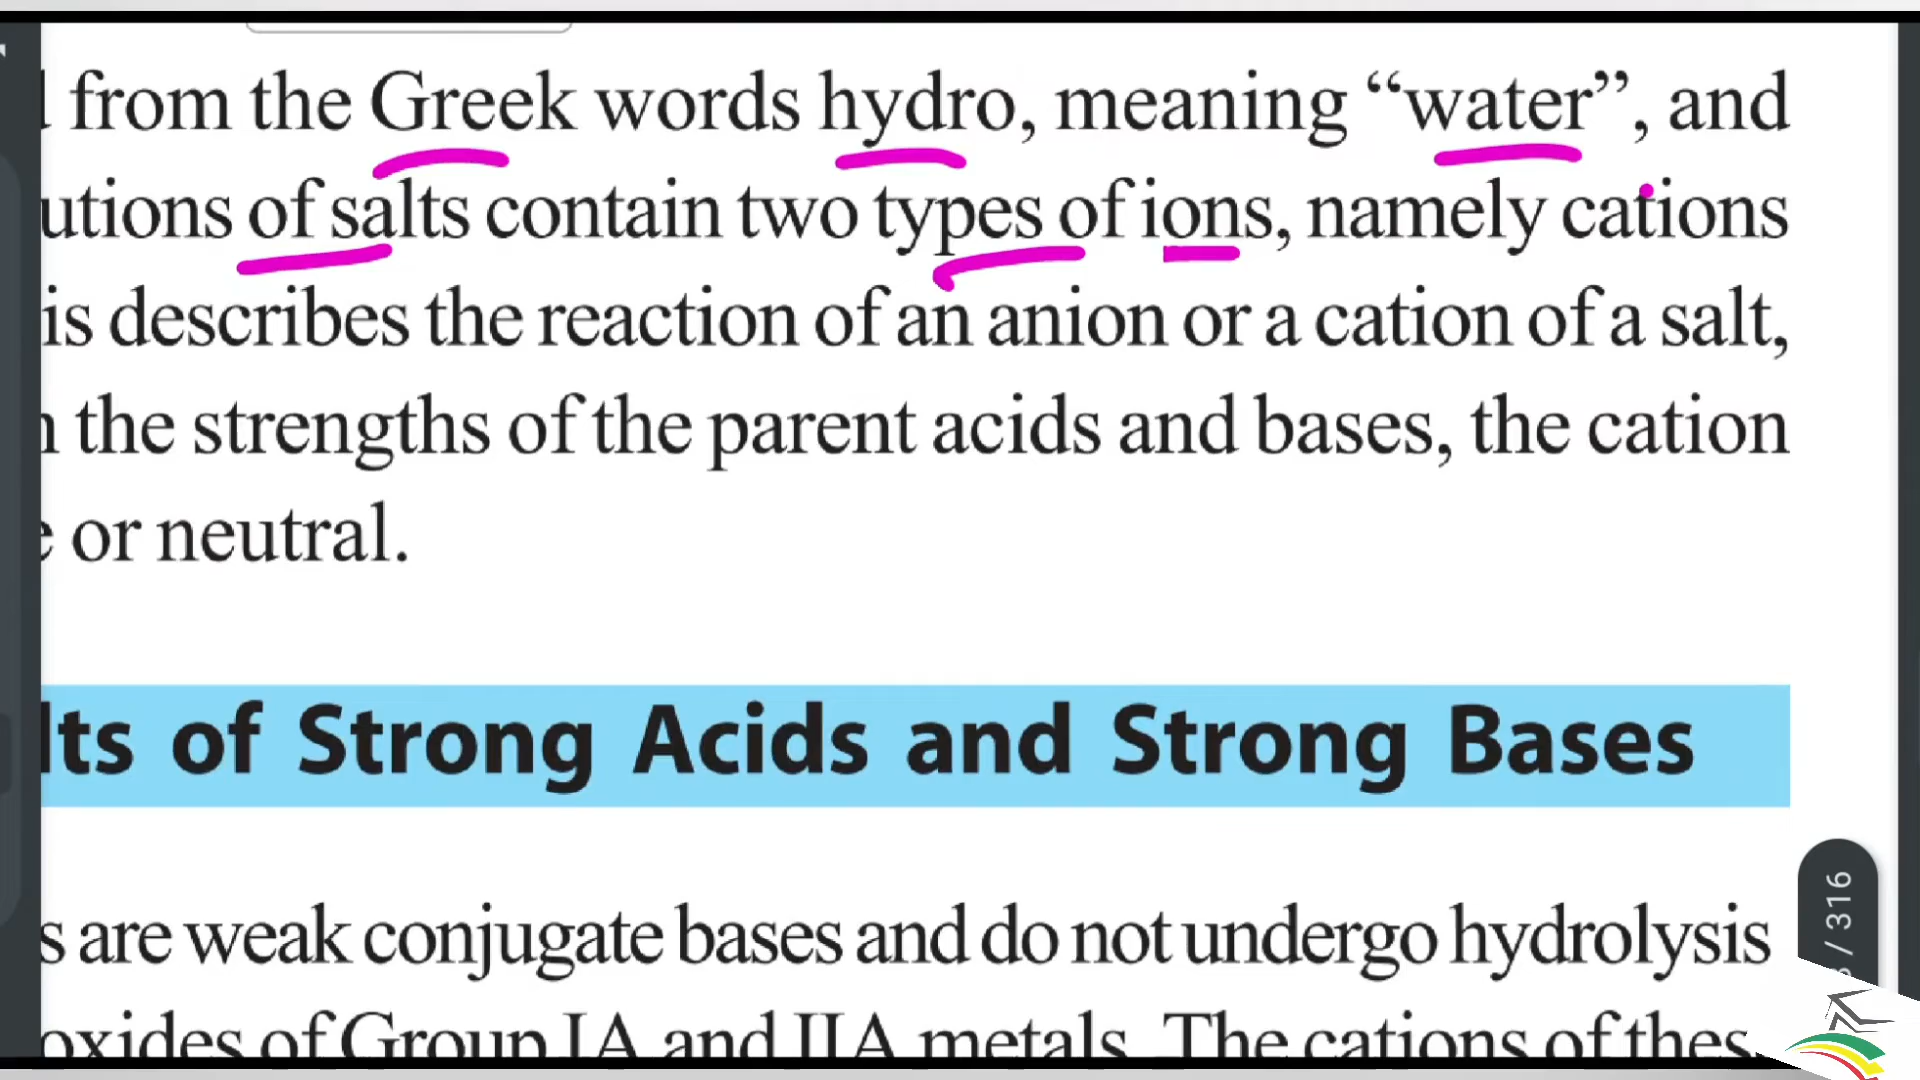 from the Greek words hydro, meaning “water”, and
utions of salts contain two types of ions, namely cations
is describes the reaction of an anion or a cation of a salt,
the strengths of the parent acids and bases, the cation
or neutral.
lts of Strong Acids and Strong Bases
s are weak conjugate bases and do not undergo hydrolysis
oxides of Group IA and IIA metals. The cations of thes
/ 316